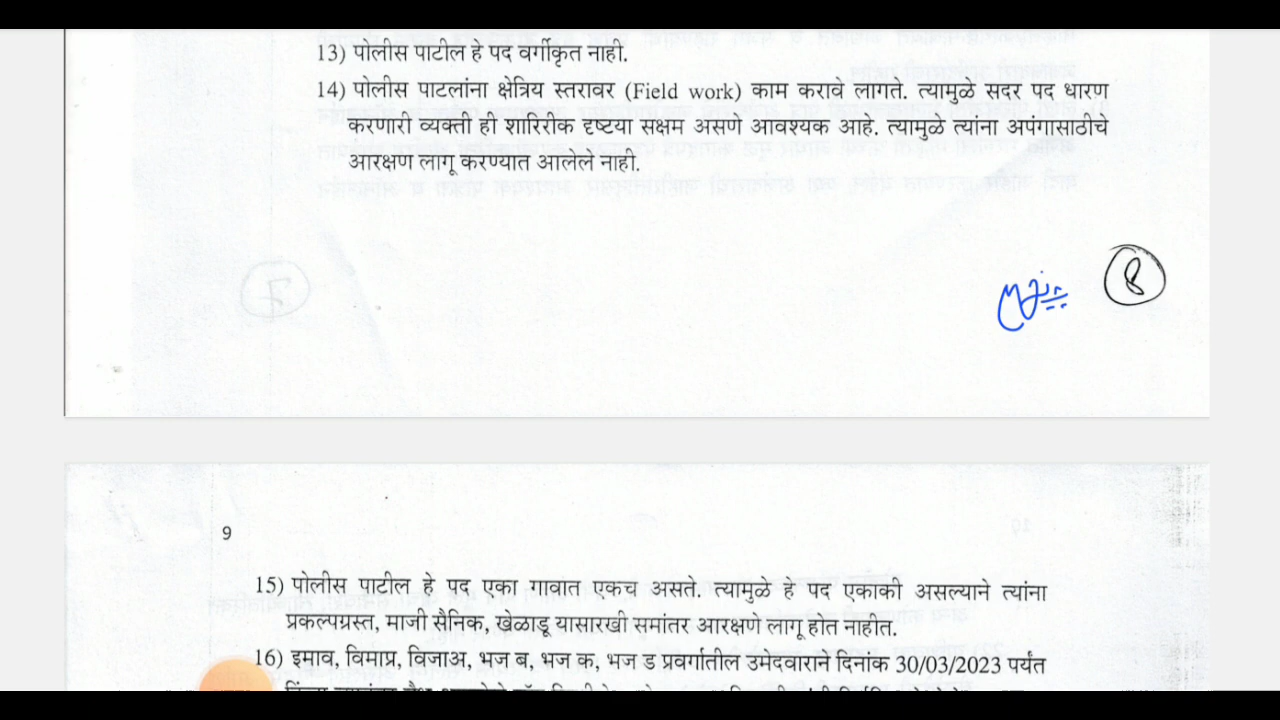 13) पोलीस पाटील हे पद वर्गीकृत नाही.
14) पोलीस पाटलांना क्षेत्रिय स्तरावर (Field work) काम करावे लागते. त्यामुळे सदर पद धारण
करणारी व्यक्ती ही शारिरीक दृष्टया सक्षम असणे आवश्यक आहे. त्यामुळे त्यांना अपंगासाठीचे
आरक्षण लागू करण्यात आलेले नाही.
8
9
15) पोलीस पाटील हे पद एका गावात एकच असते. त्यामुळे हे पद एकाकी असल्याने त्यांना
प्रकल्पग्रस्त, माजी सैनिक, खेळाडू यासारखी समांतर आरक्षणे लागू होत नाहीत.
16) इमाव, विमाप्र, विजाअ, भज ब, भज क, भज ड प्रवर्गातील उमेदवाराने दिनांक 30/03/2023 पर्यंत